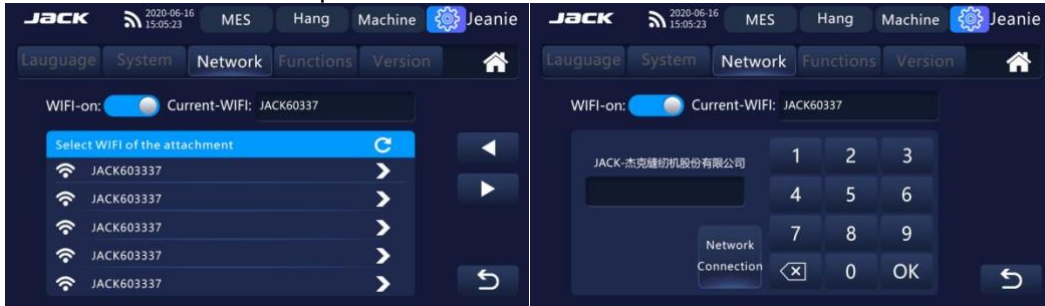 JACK 2020-06-16 15:05:23 MES Hang Machine Jeanie
Lauguage System Network Functions Version
WIFI-on: Current-WIFI: JACK60337
Select WIFI of the attachment
JACK603337
JACK603337
JACK603337
JACK603337
JACK603337
JACK 2020-06-16 15:05:23 MES Hang Machine Jeanie
Lauguage System Network Functions Version
WIFI-on: Current-WIFI: JACK60337
JACK-杰克缝纫机股份有限公司
1 2 3
4 5 6
7 8 9
Network Connection
0 OK